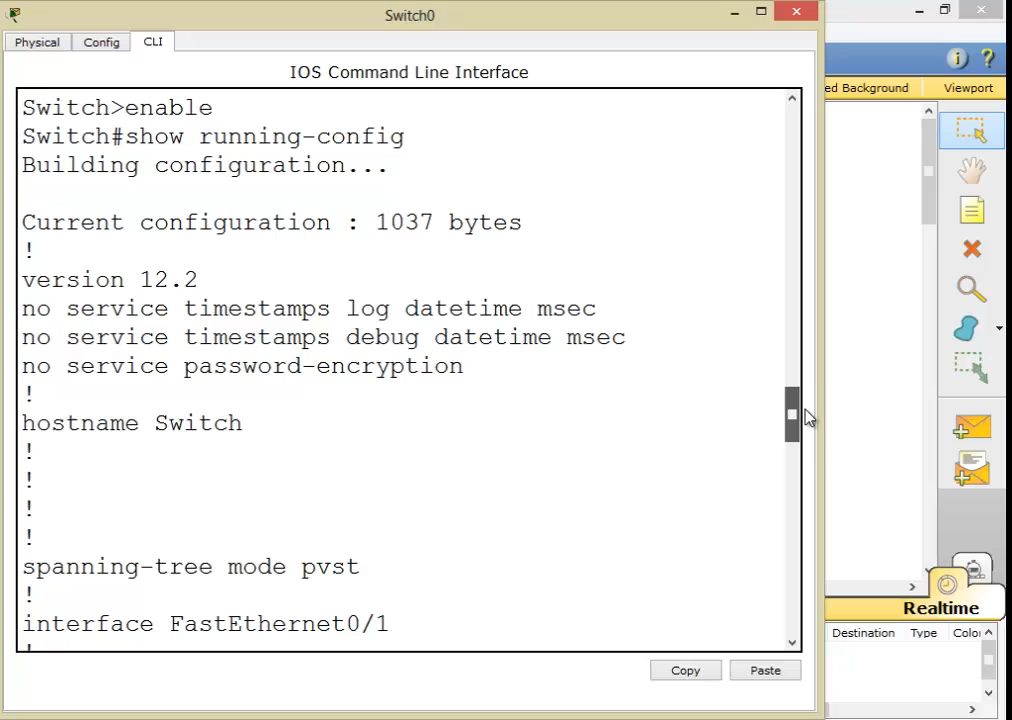 Switch0
Physical
Config
CLI
IOS Command Line Interface
Switch>enable
Switch#show running-config
Building configuration...
Current configuration : 1037 bytes
!
version 12.2
no service timestamps log datetime msec
no service timestamps debug datetime msec
no service password-encryption
!
hostname Switch
!
!
!
!
spanning-tree mode pvst
!
interface FastEthernet0/1
Copy
Paste
ed Background
Viewport
Realtime
Destination
Type